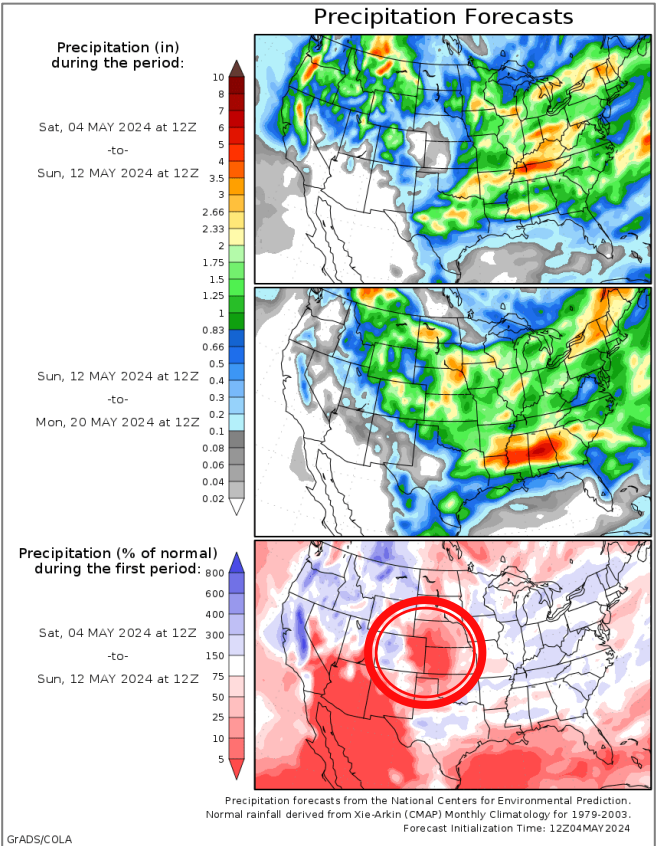 Precipitation Forecasts
Precipitation (in)
during the period:
Sat, 04 MAY 2024 at 12Z
-to-
Sun, 12 MAY 2024 at 12Z
10
8
7
6
5
4
3.5
3
2.66
2.33
2
1.75
1.5
1.25
1
0.83
0.66
0.5
0.4
0.3
0.2
0.1
0.08
0.06
0.04
0.02
Sun, 12 MAY 2024 at 12Z
-to-
Mon, 20 MAY 2024 at 12Z
Precipitation (% of normal)
during the first period:
Sat, 04 MAY 2024 at 12Z
-to-
Sun, 12 MAY 2024 at 12Z
800
600
400
300
150
75
50
25
10
5
Precipitation forecasts from the National Centers for Environmental Prediction.
Normal rainfall derived from Xie-Arkin (CMAP) Monthly Climatology for 1979-2003.
Forecast Initialization Time: 12Z04MAY2024
GrADS/COLA